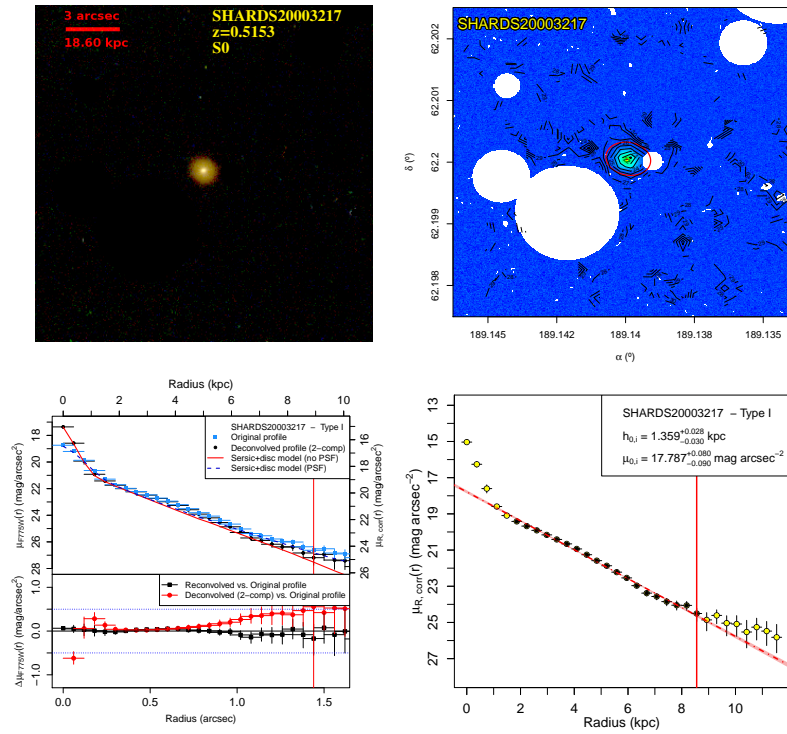 3 arcsec
18.60 kpc
SHARDS20003217
z=0.5153
S0
SHARDS20003217
62.202
62.201
62.2
62.199
62.198
δ (º)
189.145
189.142
189.14
189.138
189.135
α (º)
Radius (kpc)
0 2 4 6 8 10
SHARDS20003217 − Type I
Original profile
Deconvolved profile (2−comp)
Sersic+disc model (no PSF)
Sersic+disc model (PSF)
18 20 22 24 26 28
μF775W(r) (mag/arcsec²)
16 18 20 22 24 26
μR, corr(r) (mag/arcsec²)
Reconvolved vs. Original profile
Deconvolved (2−comp) vs. Original profile
1.0
0.0
−1.0
ΔμF775W(r) (mag/arcsec²)
0.0 0.5 1.0 1.5
Radius (arcsec)
SHARDS20003217 − Type I
h0,i = 1.359 +0.028 −0.030 kpc
μ0,i = 17.787 +0.080 −0.090 mag arcsec−2
13
15
17
19
21
23
25
27
μR, corr(r) (mag arcsec−2)
0 2 4 6 8 10
Radius (kpc)